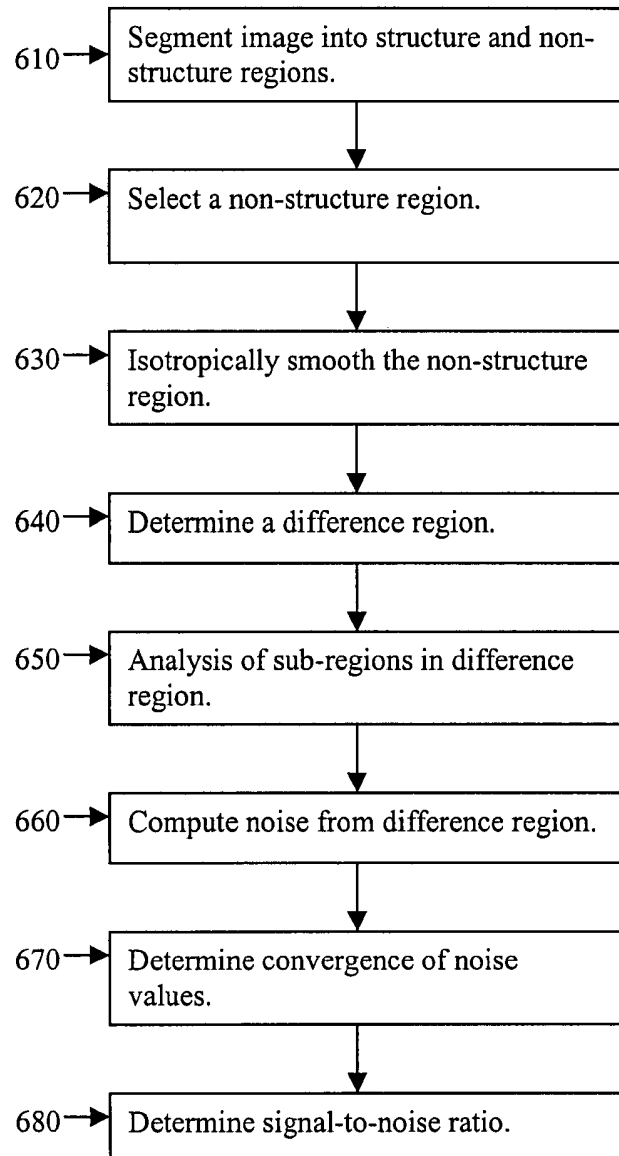 610
Segment image into structure and non-
structure regions.
620
Select a non-structure region.
630
Isotropically smooth the non-structure
region.
640
Determine a difference region.
650
Analysis of sub-regions in difference
region.
660
Compute noise from difference region.
670
Determine convergence of noise
values.
680
Determine signal-to-noise ratio.